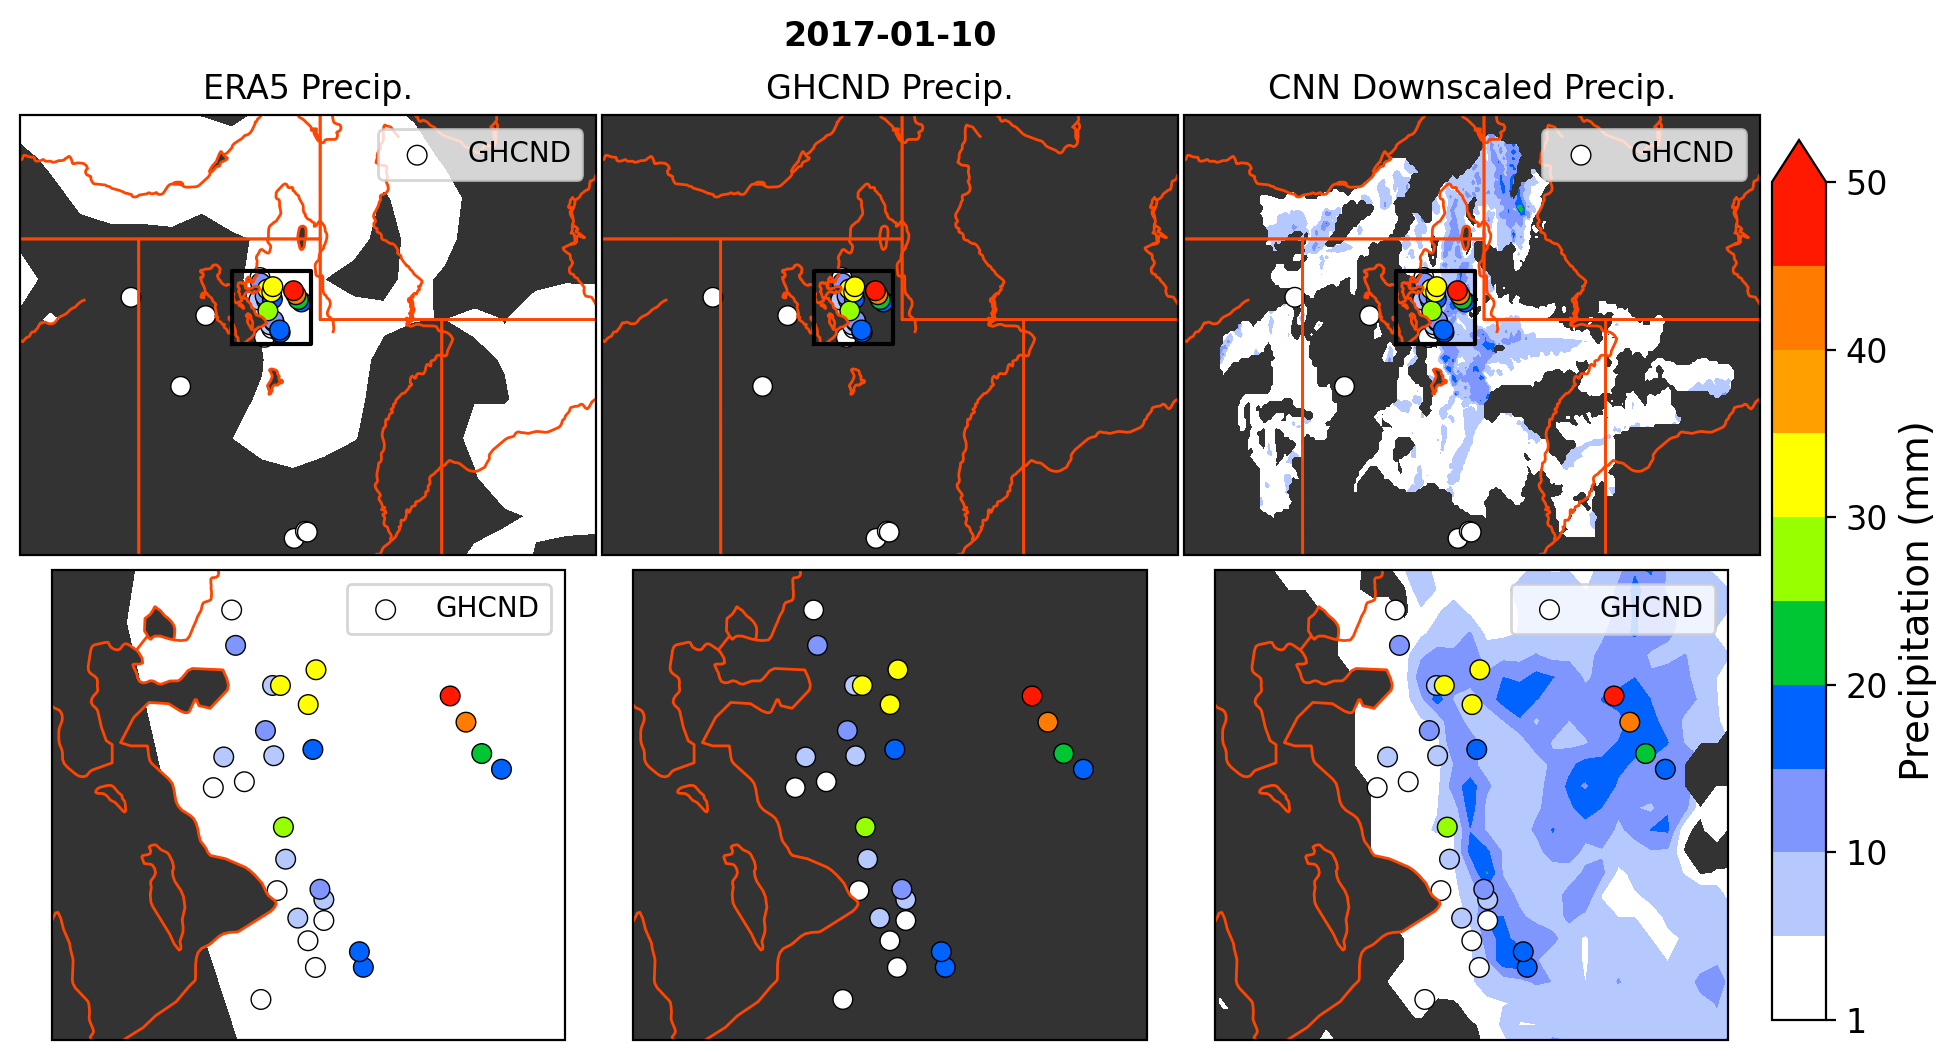 2017-01-10
ERA5 Precip.
GHCND Precip.
CNN Downscaled Precip.
GHCND
GHCND
50
40
30
20
10
1
Precipitation (mm)
GHCND
GHCND